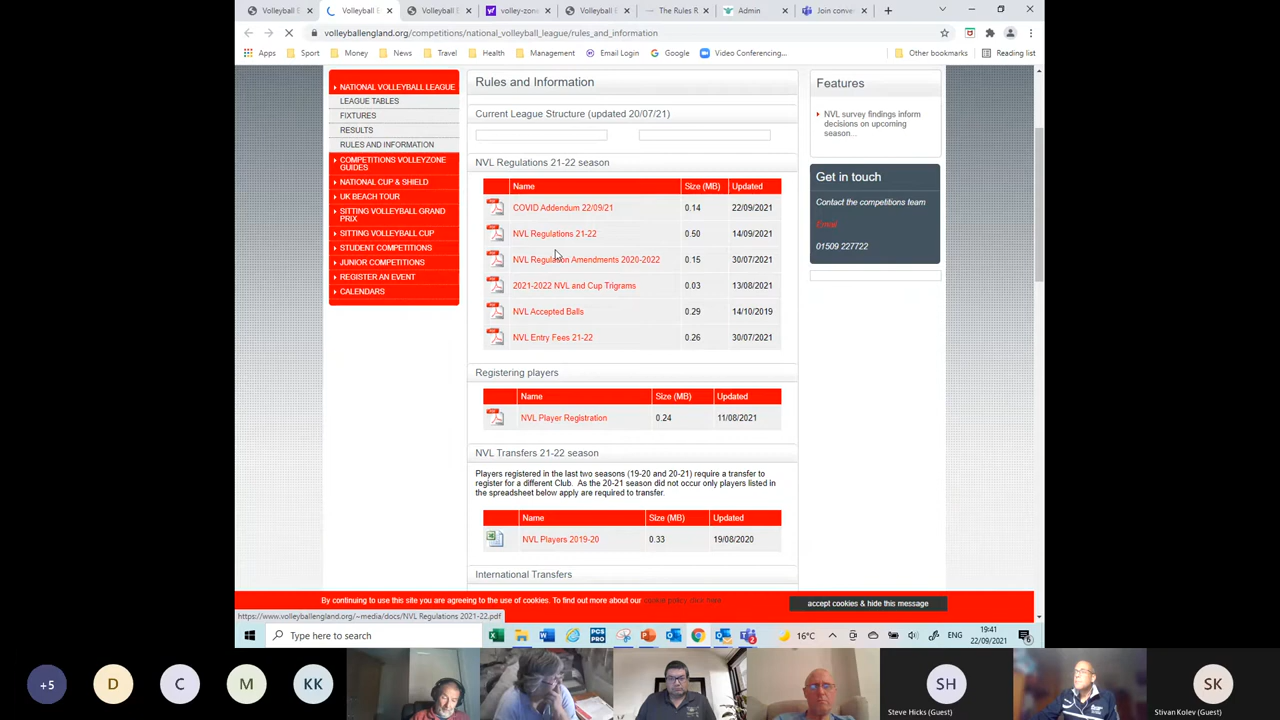 Volleyball E
Volleyball E
Volleyball E
volley-zone
Volleyball E
The Rules R
Admin
Join conve
volleyballengland.org/competitions/national_volleyball_league/rules_and_information
Apps
Sport
Money
News
Travel
Health
Management
Email Login
Google
Video Conferencing...
Other bookmarks
Reading list
NATIONAL VOLLEYBALL LEAGUE
LEAGUE TABLES
FIXTURES
RESULTS
RULES AND INFORMATION
COMPETITIONS VOLLEYZONE
GUIDES
NATIONAL CUP & SHIELD
UK BEACH TOUR
SITTING VOLLEYBALL GRAND
PRIX
SITTING VOLLEYBALL CUP
STUDENT COMPETITIONS
JUNIOR COMPETITIONS
REGISTER AN EVENT
CALENDARS
Rules and Information
Current League Structure (updated 20/07/21)
NVL Regulations 21-22 season
Name Size (MB) Updated
COVID Addendum 22/09/21 0.14 22/09/2021
NVL Regulations 21-22 0.50 14/09/2021
NVL Regulation Amendments 2020-2022 0.15 30/07/2021
2021-2022 NVL and Cup Trigrams 0.03 13/08/2021
NVL Accepted Balls 0.29 14/10/2019
NVL Entry Fees 21-22 0.26 30/07/2021
Registering players
Name Size (MB) Updated
NVL Player Registration 0.24 11/08/2021
NVL Transfers 21-22 season
Players registered in the last two seasons (19-20 and 20-21) require a transfer to
register for a different Club. As the 20-21 season did not occur only players listed in
the spreadsheet below apply are required to transfer.
Name Size (MB) Updated
NVL Players 2019-20 0.33 19/08/2020
International Transfers
Features
NVL survey findings inform
decisions on upcoming
season...
Get in touch
Contact the competitions team
Email
01509 227722
By continuing to use this site you are agreeing to the use of cookies. To find out more about our cookie policy click here
accept cookies & hide this message
https://www.volleyballengland.org/~media/docs/NVL Regulations 2021-22.pdf
Type here to search
PCS
PRO
16°C
ENG
19:41
22/09/2021
+5
D
C
M
KK
SH
Steve Hicks (Guest)
SK
Stivan Kolev (Guest)